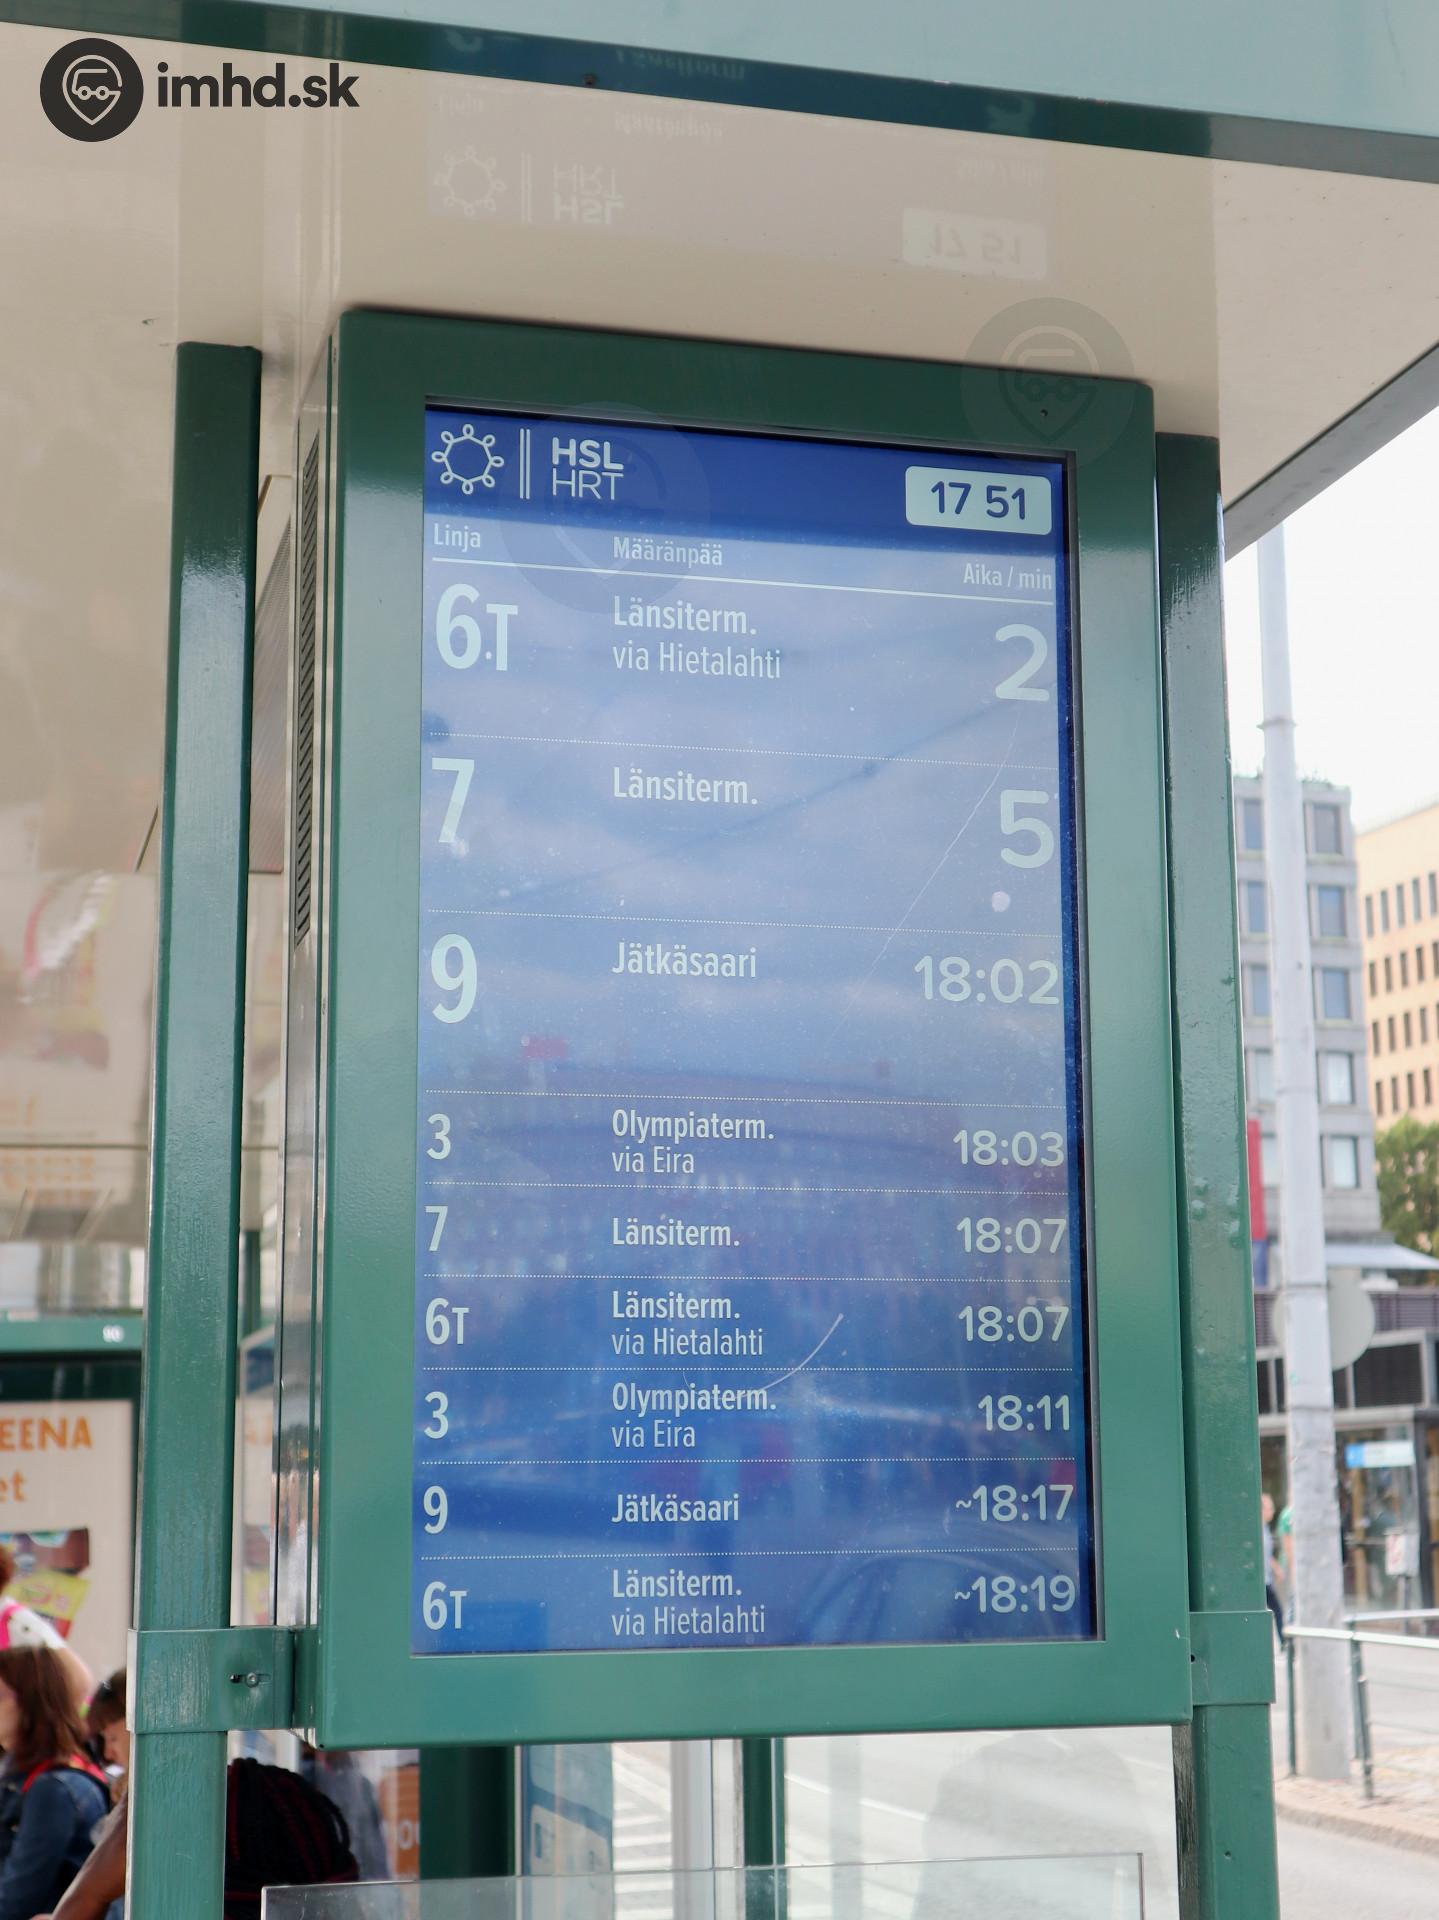 imhd.sk
HSL
HRT
17 51
Linja Määränpää Aika / min
6T Länsiterm. 2
via Hietalahti
7 Länsiterm. 5
9 Jätkäsaari 18:02
3 Olympiaterm. 18:03
via Eira
7 Länsiterm. 18:07
6T Länsiterm. 18:07
via Hietalahti
3 Olympiaterm. 18:11
via Eira
9 Jätkäsaari ~18:17
6T Länsiterm. ~18:19
via Hietalahti
EENA
et